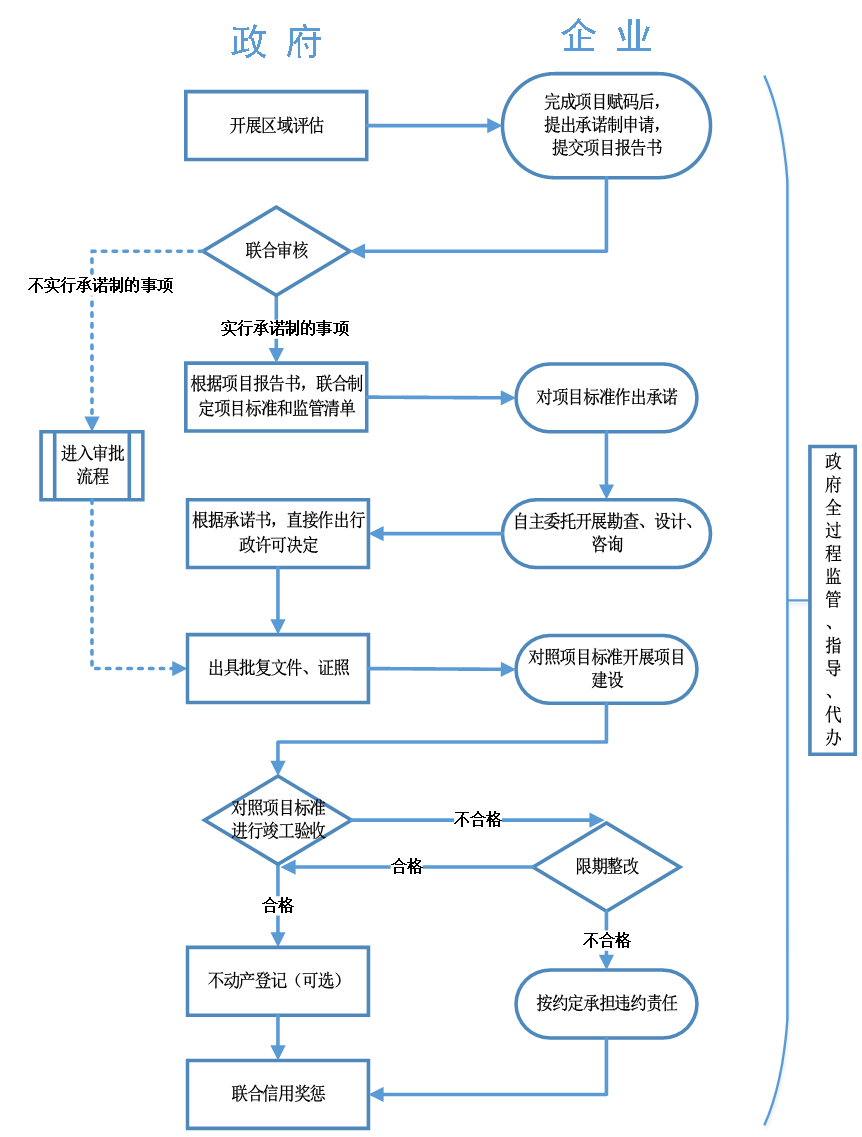 政 府
企 业
开展区域评估
完成项目赋码后，
提出承诺制申请，
提交项目报告书
联合审核
不实行承诺制的事项
实行承诺制的事项
根据项目报告书，联合制
定项目标准和监管清单
对项目标准作出承诺
进入审批
流程
根据承诺书，直接作出行
政许可决定
自主委托开展勘查、设计、
咨询
出具批复文件、证照
对照项目标准开展项目
建设
对照项目标准
进行竣工验收
不合格
限期整改
合格
合格
不合格
不动产登记（可选）
按约定承担违约责任
联合信用奖惩
政府全过程监管、指导、代办